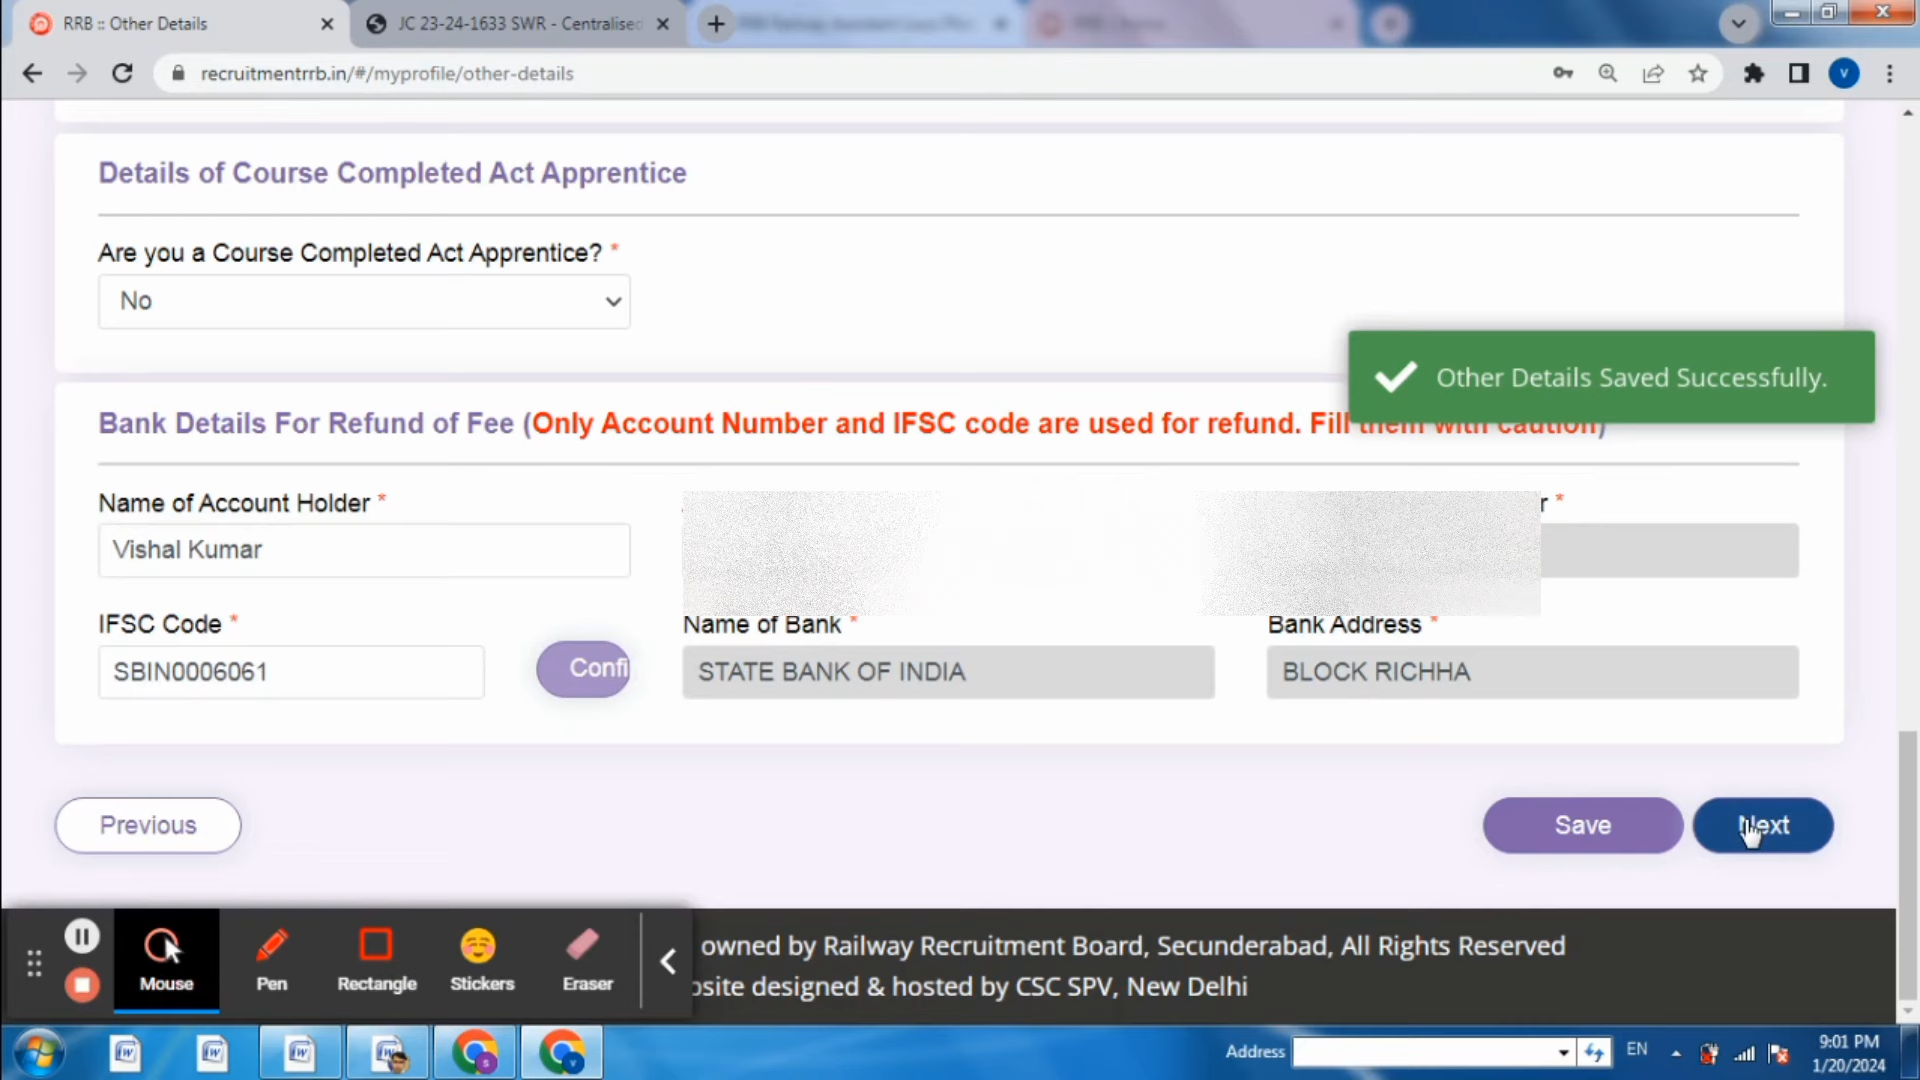 RRB :: Other Details
JC 23-24-1633 SWR - Centralised
recruitmentrrb.in/#/myprofile/other-details
V
Details of Course Completed Act Apprentice
Are you a Course Completed Act Apprentice? *
No
Other Details Saved Successfully.
Bank Details For Refund of Fee (Only Account Number and IFSC code are used for refund. Fill them with caution)
Name of Account Holder *
r *
Vishal Kumar
IFSC Code *
Name of Bank *
Bank Address *
SBIN0006061
Confi
STATE BANK OF INDIA
BLOCK RICHHA
Previous
Save
Next
owned by Railway Recruitment Board, Secunderabad, All Rights Reserved
bsite designed & hosted by CSC SPV, New Delhi
Mouse
Pen
Rectangle
Stickers
Eraser
Address
EN
9:01 PM
1/20/2024